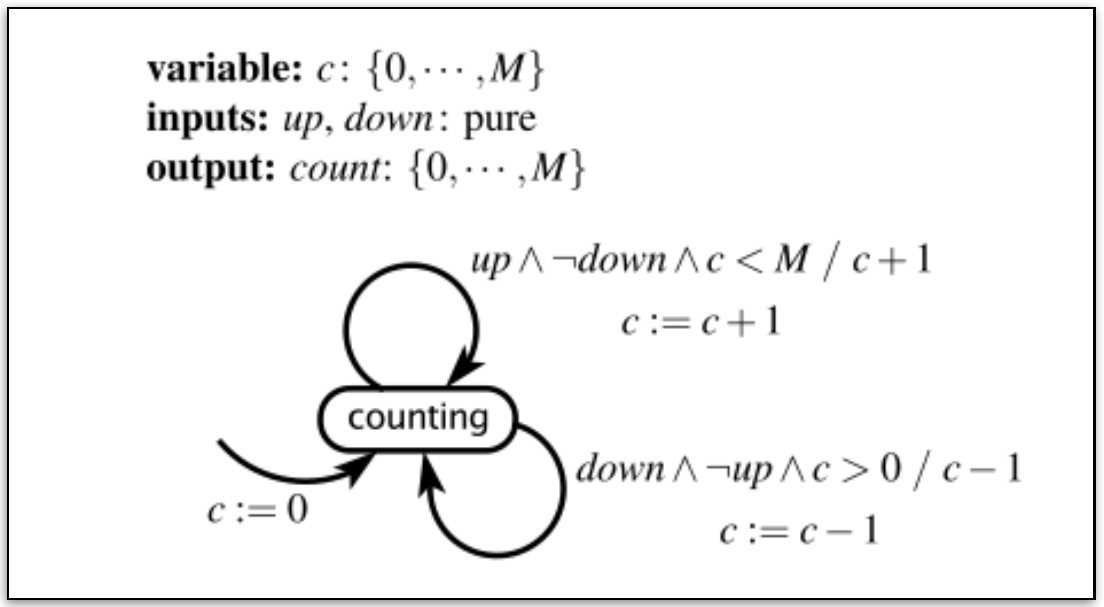 variable: c: {0,⋯,M}
inputs: up, down: pure
output: count: {0,⋯,M}
up ∧ ¬down ∧ c < M / c + 1
c := c + 1
counting
down ∧ ¬up ∧ c > 0 / c − 1
c := 0
c := c − 1